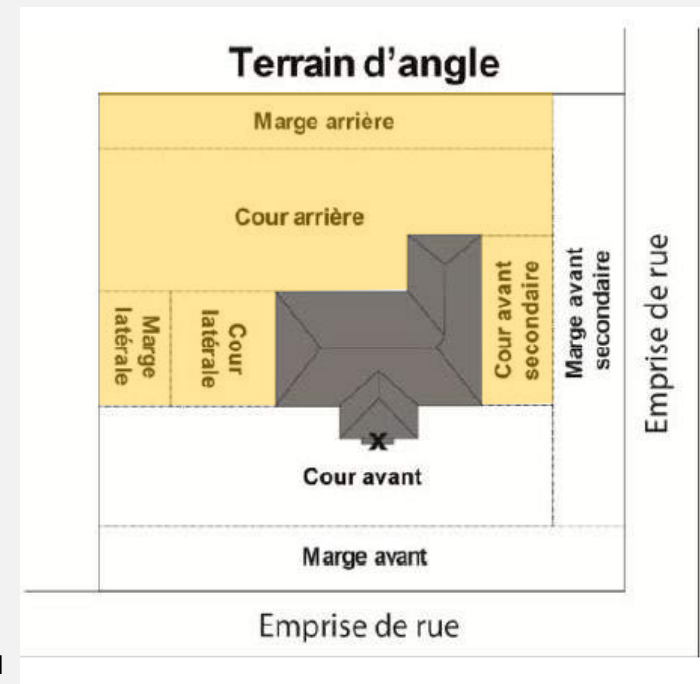 Terrain d'angle
Marge arrière
Cour arrière
Marge
latérale
Cour
latérale
Cour avant
secondaire
Marge avant
secondaire
Emprise de rue
X
Cour avant
Marge avant
Emprise de rue